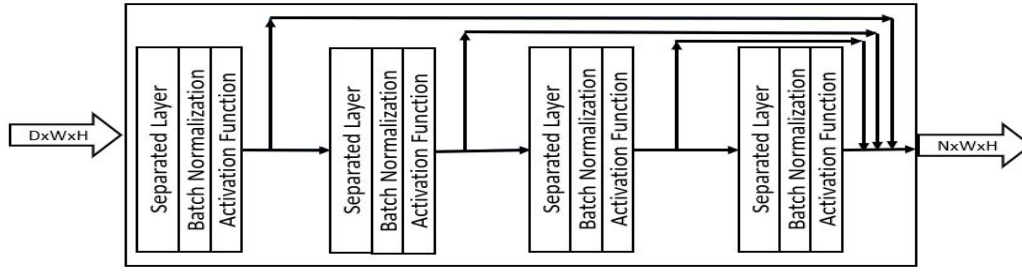 DxWxH
Separated Layer
Batch Normalization
Activation Function
Separated Layer
Batch Normalization
Activation Function
Separated Layer
Batch Normalization
Activation Function
Separated Layer
Batch Normalization
Activation Function
NxWxH